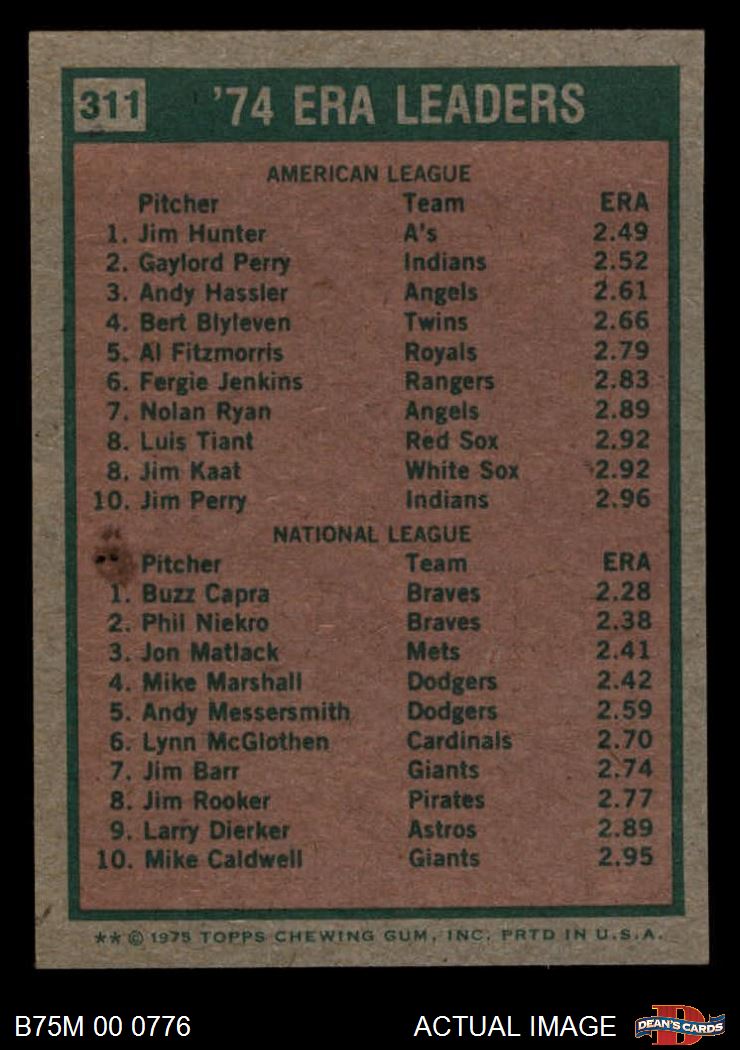 311 '74 ERA LEADERS
AMERICAN LEAGUE
Pitcher Team ERA
1. Jim Hunter A's 2.49
2. Gaylord Perry Indians 2.52
3. Andy Hassler Angels 2.61
4. Bert Blyleven Twins 2.66
5. Al Fitzmorris Royals 2.79
6. Fergie Jenkins Rangers 2.83
7. Nolan Ryan Angels 2.89
8. Luis Tiant Red Sox 2.92
8. Jim Kaat White Sox 2.92
10. Jim Perry Indians 2.96
NATIONAL LEAGUE
Pitcher Team ERA
1. Buzz Capra Braves 2.28
2. Phil Niekro Braves 2.38
3. Jon Matlack Mets 2.41
4. Mike Marshall Dodgers 2.42
5. Andy Messersmith Dodgers 2.59
6. Lynn McGlothen Cardinals 2.70
7. Jim Barr Giants 2.74
8. Jim Rooker Pirates 2.77
9. Larry Dierker Astros 2.89
10. Mike Caldwell Giants 2.95
** © 1975 TOPPS CHEWING GUM, INC. PRTD IN U.S.A.
B75M 00 0776 ACTUAL IMAGE DEAN'S CARDS